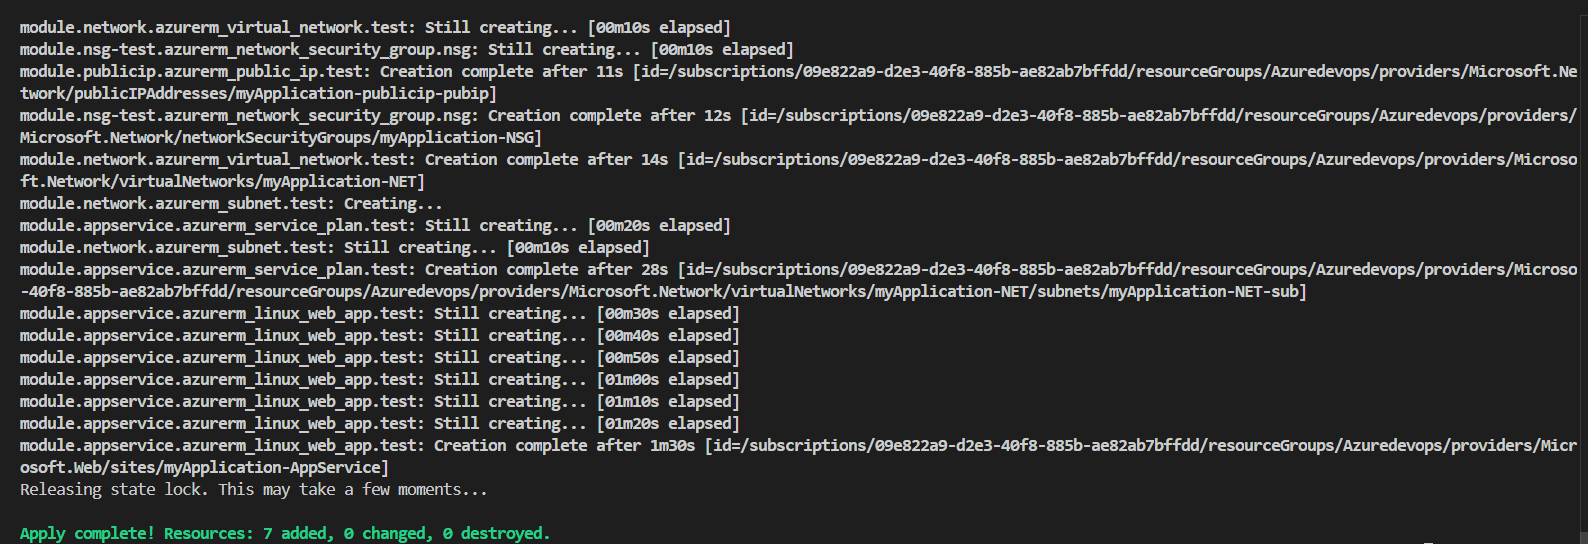 module.network.azurerm_virtual_network.test: Still creating... [00m10s elapsed]
module.nsg-test.azurerm_network_security_group.nsg: Still creating... [00m10s elapsed]
module.publicip.azurerm_public_ip.test: Creation complete after 11s [id=/subscriptions/09e822a9-d2e3-40f8-885b-ae82ab7bffdd/resourceGroups/Azuredevops/providers/Microsoft.Ne
twork/publicIPAddresses/myApplication-publicip-pubip]
module.nsg-test.azurerm_network_security_group.nsg: Creation complete after 12s [id=/subscriptions/09e822a9-d2e3-40f8-885b-ae82ab7bffdd/resourceGroups/Azuredevops/providers/
Microsoft.Network/networkSecurityGroups/myApplication-NSG]
module.network.azurerm_virtual_network.test: Creation complete after 14s [id=/subscriptions/09e822a9-d2e3-40f8-885b-ae82ab7bffdd/resourceGroups/Azuredevops/providers/Microso
ft.Network/virtualNetworks/myApplication-NET]
module.network.azurerm_subnet.test: Creating...
module.appservice.azurerm_service_plan.test: Still creating... [00m20s elapsed]
module.network.azurerm_subnet.test: Still creating... [00m10s elapsed]
module.appservice.azurerm_service_plan.test: Creation complete after 28s [id=/subscriptions/09e822a9-d2e3-40f8-885b-ae82ab7bffdd/resourceGroups/Azuredevops/providers/Microso
-40f8-885b-ae82ab7bffdd/resourceGroups/Azuredevops/providers/Microsoft.Network/virtualNetworks/myApplication-NET/subnets/myApplication-NET-sub]
module.appservice.azurerm_linux_web_app.test: Still creating... [00m30s elapsed]
module.appservice.azurerm_linux_web_app.test: Still creating... [00m40s elapsed]
module.appservice.azurerm_linux_web_app.test: Still creating... [00m50s elapsed]
module.appservice.azurerm_linux_web_app.test: Still creating... [01m00s elapsed]
module.appservice.azurerm_linux_web_app.test: Still creating... [01m10s elapsed]
module.appservice.azurerm_linux_web_app.test: Still creating... [01m20s elapsed]
module.appservice.azurerm_linux_web_app.test: Creation complete after 1m30s [id=/subscriptions/09e822a9-d2e3-40f8-885b-ae82ab7bffdd/resourceGroups/Azuredevops/providers/Micr
osoft.Web/sites/myApplication-AppService]
Releasing state lock. This may take a few moments...
Apply complete! Resources: 7 added, 0 changed, 0 destroyed.